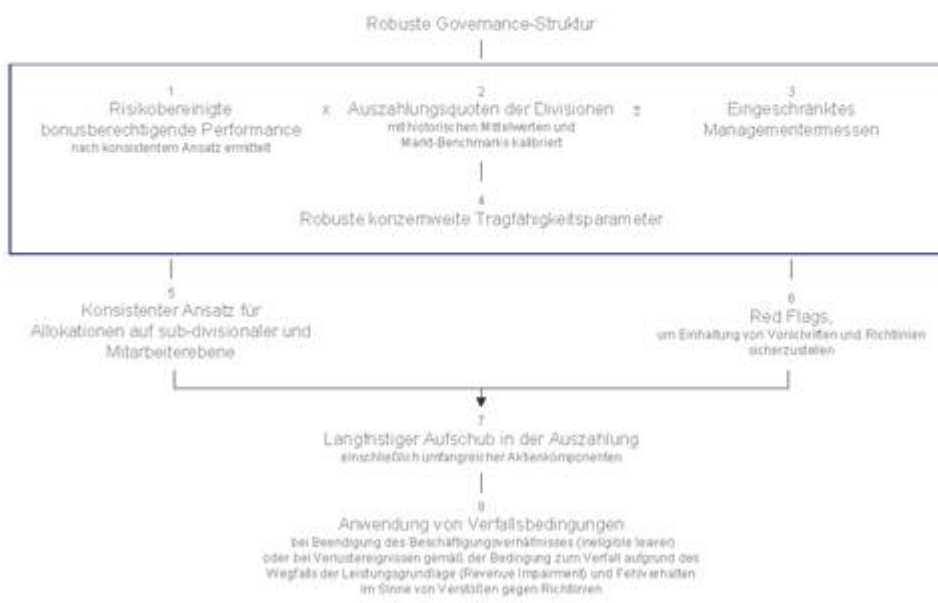 Robuste Governance-Struktur
1
Risikobereinigte
bonusberechtigende Performance
nach konsistentem Ansatz ermittelt
x
2
Auszahlungsquoten der Divisionen
mit historischen Mittelwerten und
Markt-Benchmarks kalibriert
±
3
Eingeschränktes
Managementermessen
4
Robuste konzernweite Tragfähigkeitsparameter
5
Konsistenter Ansatz für
Allokationen auf sub-divisionaler und
Mitarbeiterebene
6
Red Flags,
um Einhaltung von Vorschriften und Richtlinien
sicherzustellen
7
Langfristiger Aufschub in der Auszahlung
einschließlich umfangreicher Aktienkomponenten
8
Anwendung von Verfallsbedingungen
bei Beendigung des Beschäftigungsverhältnisses (ineligible leaver)
oder bei Verlustereignissen gemäß der Bedingung zum Verfall aufgrund des
Wegfalls der Leistungsgrundlage (Revenue Impairment) und Fehlverhalten
im Sinne von Verstößen gegen Richtlinien